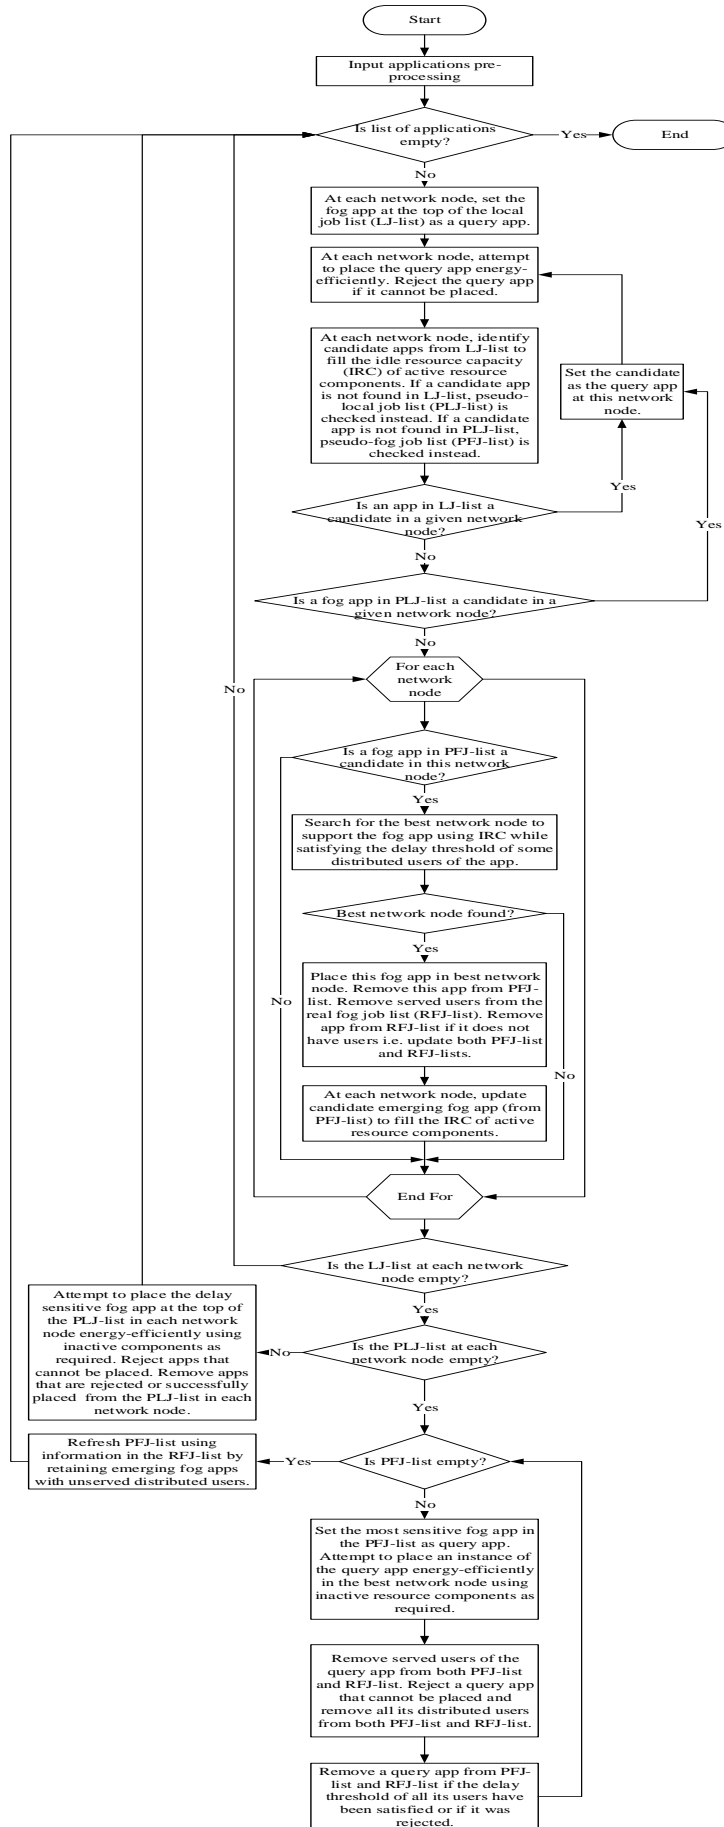 Start
Input applications pre-
processing
Is list of applications
empty?
Yes
End
No
At each network node, set the
fog app at the top of the local
job list (LJ-list) as a query app.
At each network node, attempt
to place the query app energy-
efficiently. Reject the query app
if it cannot be placed.
At each network node, identify
candidate apps from LJ-list to
fill the idle resource capacity
(IRC) of active resource
components. If a candidate app
is not found in LJ-list, pseudo-
local job list (PLJ-list) is
checked instead. If a candidate
app is not found in PLJ-list,
pseudo-fog job list (PFJ-list) is
checked instead.
Set the candidate
as the query app
at this network
node.
Yes
Is an app in LJ-list a
candidate in a given network
node?
Yes
No
Is a fog app in PLJ-list a candidate in a
given network node?
No
For each
network
node
No
Is a fog app in PFJ-list a
candidate in this network
node?
Yes
Search for the best network node to
support the fog app using IRC while
satisfying the delay threshold of some
distributed users of the app.
Best network node found?
Yes
Place this fog app in best network
node. Remove this app from PFJ-
list. Remove served users from the
real fog job list (RFJ-list). Remove
app from RFJ-list if it does not
have users i.e. update both PFJ-list
and RFJ-lists.
No
No
At each network node, update
candidate emerging fog app (from
PFJ-list) to fill the IRC of active
resource components.
End For
Is the LJ-list at each network
node empty?
Yes
Attempt to place the delay
sensitive fog app at the top of
the PLJ-list in each network
node energy-efficiently using
inactive components as
required. Reject apps that
cannot be placed. Remove apps
that are rejected or successfully
placed from the PLJ-list in each
network node.
No
Is the PLJ-list at each
network node empty?
Yes
Refresh PFJ-list using
information in the RFJ-list by
retaining emerging fog apps
with unserved distributed users.
Yes
Is PFJ-list empty?
No
Set the most sensitive fog app in
the PFJ-list as query app.
Attempt to place an instance of
the query app energy-efficiently
in the best network node using
inactive resource components as
required.
Remove served users of the
query app from both PFJ-list
and RFJ-list. Reject a query app
that cannot be placed and
remove all its distributed users
from both PFJ-list and RFJ-list.
Remove a query app from PFJ-
list and RFJ-list if the delay
threshold of all its users have
been satisfied or if it was
rejected.